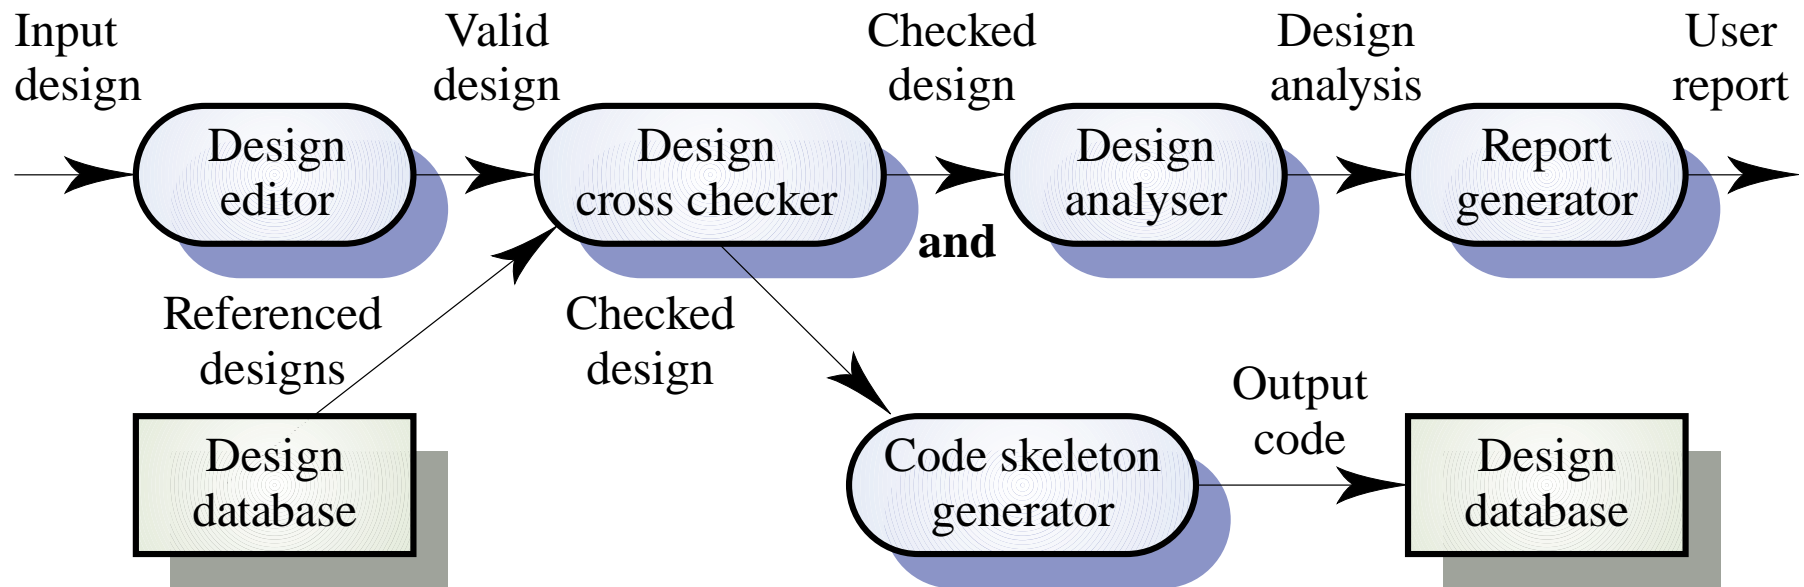 Input
design
Valid
design
Checked
design
Design
analysis
User
report
Design
editor
Design
cross checker
Design
analyser
Report
generator
and
Referenced
designs
Checked
design
Output
code
Design
database
Code skeleton
generator
Design
database